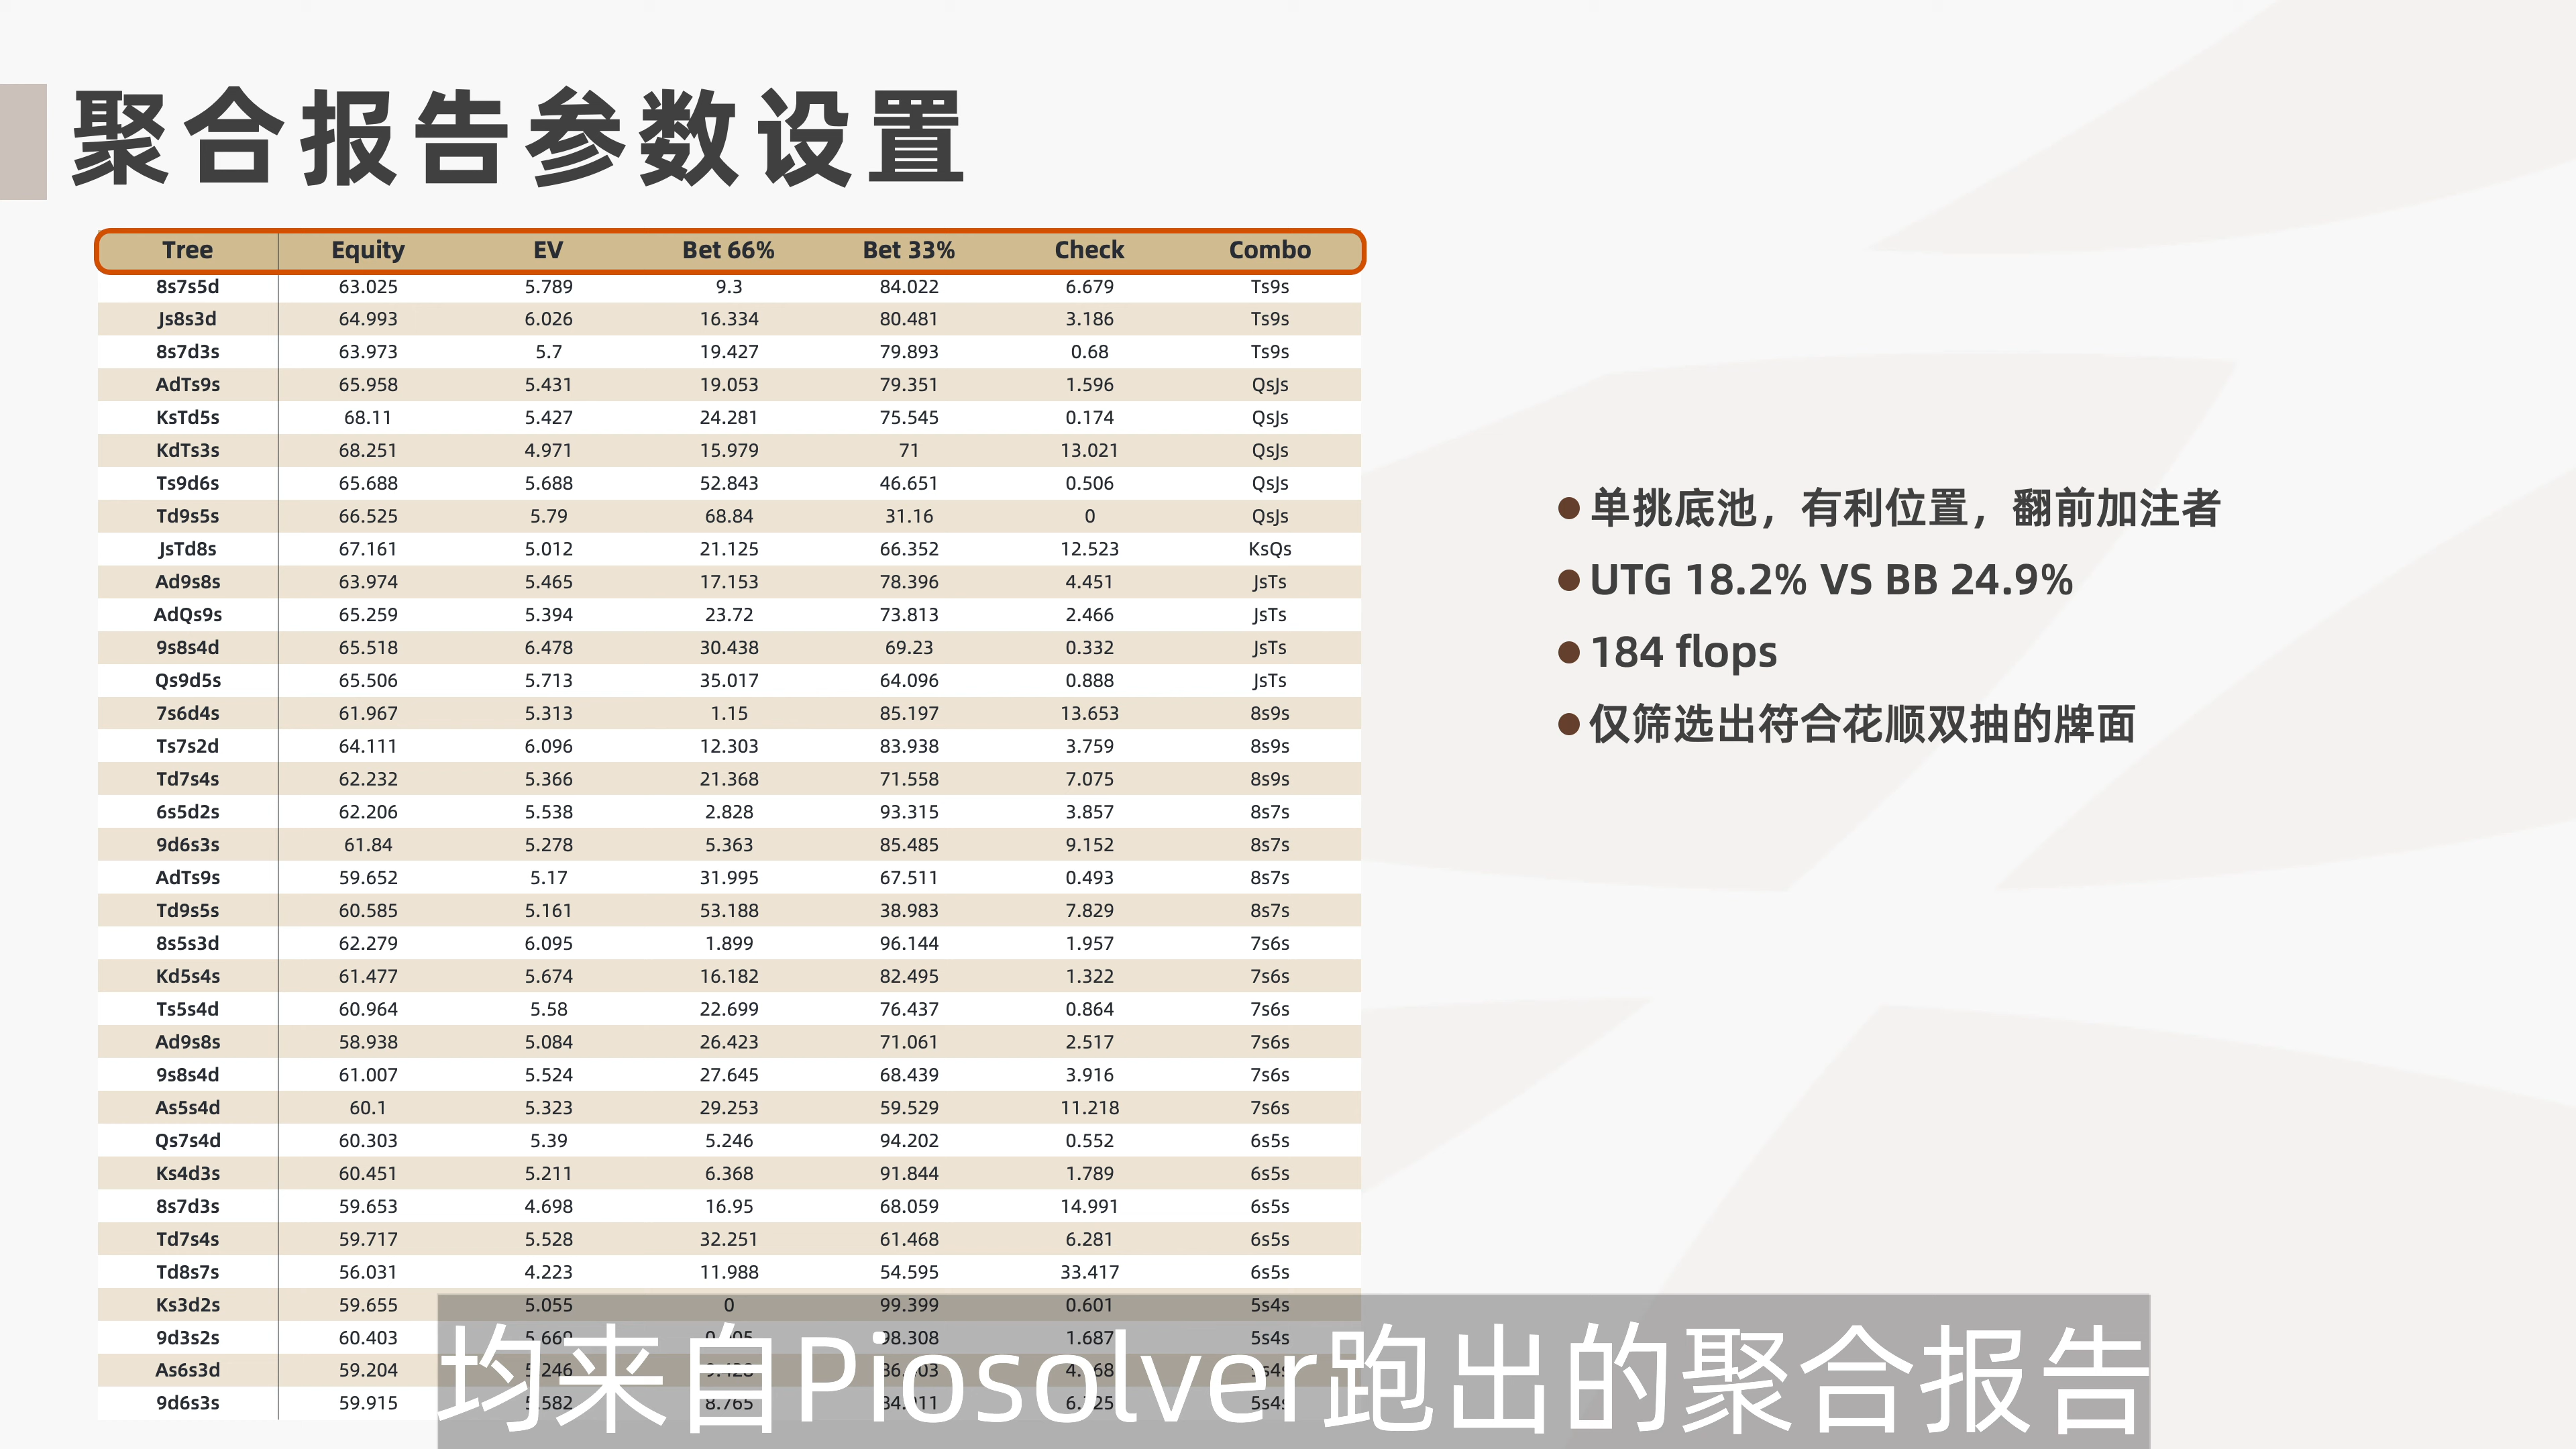 聚合报告参数设置
Tree Equity EV Bet 66% Bet 33% Check Combo
8s7s5d 63.025 5.789 9.3 84.022 6.679 Ts9s
Js8s3d 64.993 6.026 16.334 80.481 3.186 Ts9s
8s7d3s 63.973 5.7 19.427 79.893 0.68 Ts9s
AdTs9s 65.958 5.431 19.053 79.351 1.596 QsJs
KsTd5s 68.11 5.427 24.281 75.545 0.174 QsJs
KdTs3s 68.251 4.971 15.979 71 13.021 QsJs
Ts9d6s 65.688 5.688 52.843 46.651 0.506 QsJs
Td9s5s 66.525 5.79 68.84 31.16 0 QsJs
JsTd8s 67.161 5.012 21.125 66.352 12.523 KsQs
Ad9s8s 63.974 5.465 17.153 78.396 4.451 JsTs
AdQs9s 65.259 5.394 23.72 73.813 2.466 JsTs
9s8s4d 65.518 6.478 30.438 69.23 0.332 JsTs
Qs9d5s 65.506 5.713 35.017 64.096 0.888 JsTs
7s6d4s 61.967 5.313 1.15 85.197 13.653 8s9s
Ts7s2d 64.111 6.096 12.303 83.938 3.759 8s9s
Td7s4s 62.232 5.366 21.368 71.558 7.075 8s9s
6s5d2s 62.206 5.538 2.828 93.315 3.857 8s7s
9d6s3s 61.84 5.278 5.363 85.485 9.152 8s7s
AdTs9s 59.652 5.17 31.995 67.511 0.493 8s7s
Td9s5s 60.585 5.161 53.188 38.983 7.829 8s7s
8s5s3d 62.279 6.095 1.899 96.144 1.957 7s6s
Kd5s4s 61.477 5.674 16.182 82.495 1.322 7s6s
Ts5s4d 60.964 5.58 22.699 76.437 0.864 7s6s
Ad9s8s 58.938 5.084 26.423 71.061 2.517 7s6s
9s8s4d 61.007 5.524 27.645 68.439 3.916 7s6s
As5s4d 60.1 5.323 29.253 59.529 11.218 7s6s
Qs7s4d 60.303 5.39 5.246 94.202 0.552 6s5s
Ks4d3s 60.451 5.211 6.368 91.844 1.789 6s5s
8s7d3s 59.653 4.698 16.95 68.059 14.991 6s5s
Td7s4s 59.717 5.528 32.251 61.468 6.281 6s5s
Td8s7s 56.031 4.223 11.988 54.595 33.417 6s5s
Ks3d2s 59.655 5.055 0 99.399 0.601 5s4s
9d3s2s 60.403 1.687 5s4s
As6s3d 59.204
9d6s3s 59.915 8.765
单挑底池，有利位置，翻前加注者
UTG 18.2% VS BB 24.9%
184 flops
仅筛选出符合花顺双抽的牌面
均来自Piosolver跑出的聚合报告